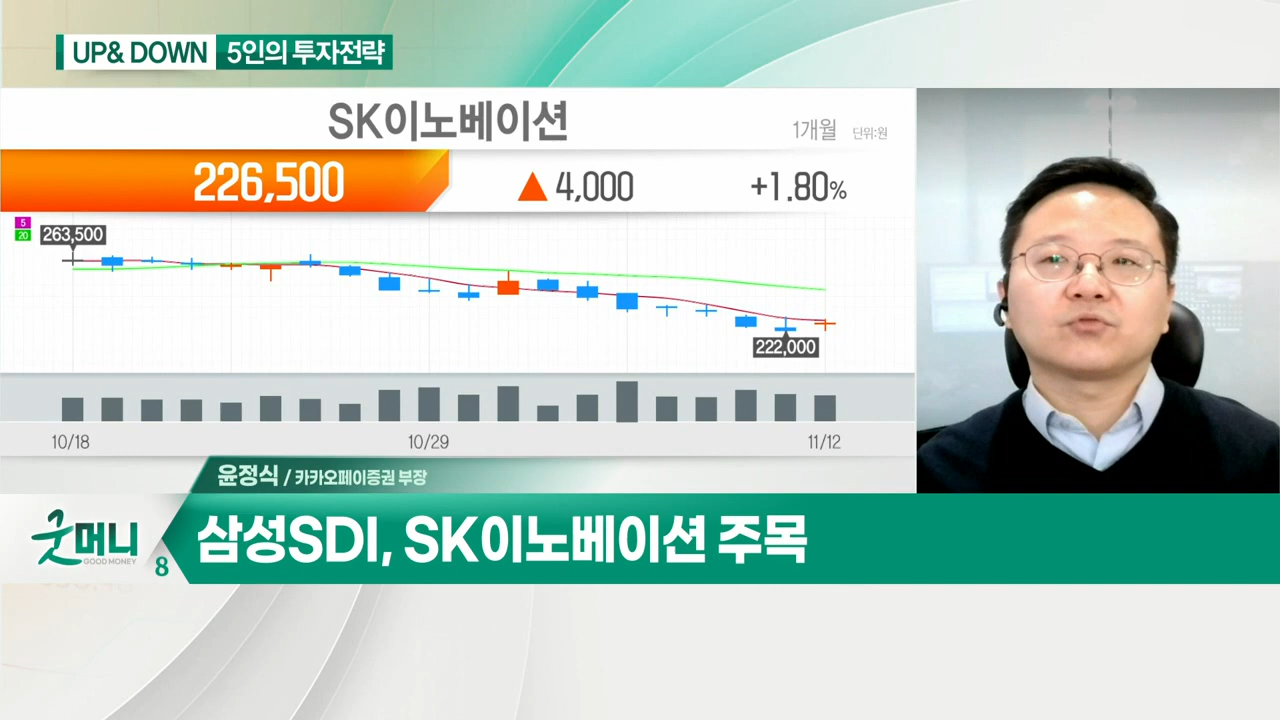 UP& DOWN 5인의 투자전략
SK이노베이션
1개월 단위:원
226,500 ▲ 4,000 +1.80%
5
20
263,500
222,000
10/18 10/29 11/12
윤정식 / 카카오페이증권 부장
굿머니
GOOD MONEY
8
삼성SDI, SK이노베이션 주목